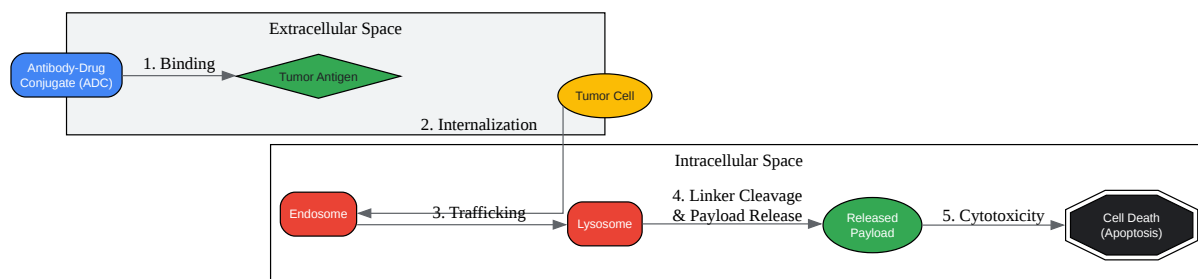 Extracellular Space
Antibody-Drug
Conjugate (ADC)
1. Binding
Tumor Antigen
Tumor Cell
2. Internalization
Intracellular Space
Endosome
3. Trafficking
Lysosome
4. Linker Cleavage
& Payload Release
Released
Payload
5. Cytotoxicity
Cell Death
(Apoptosis)